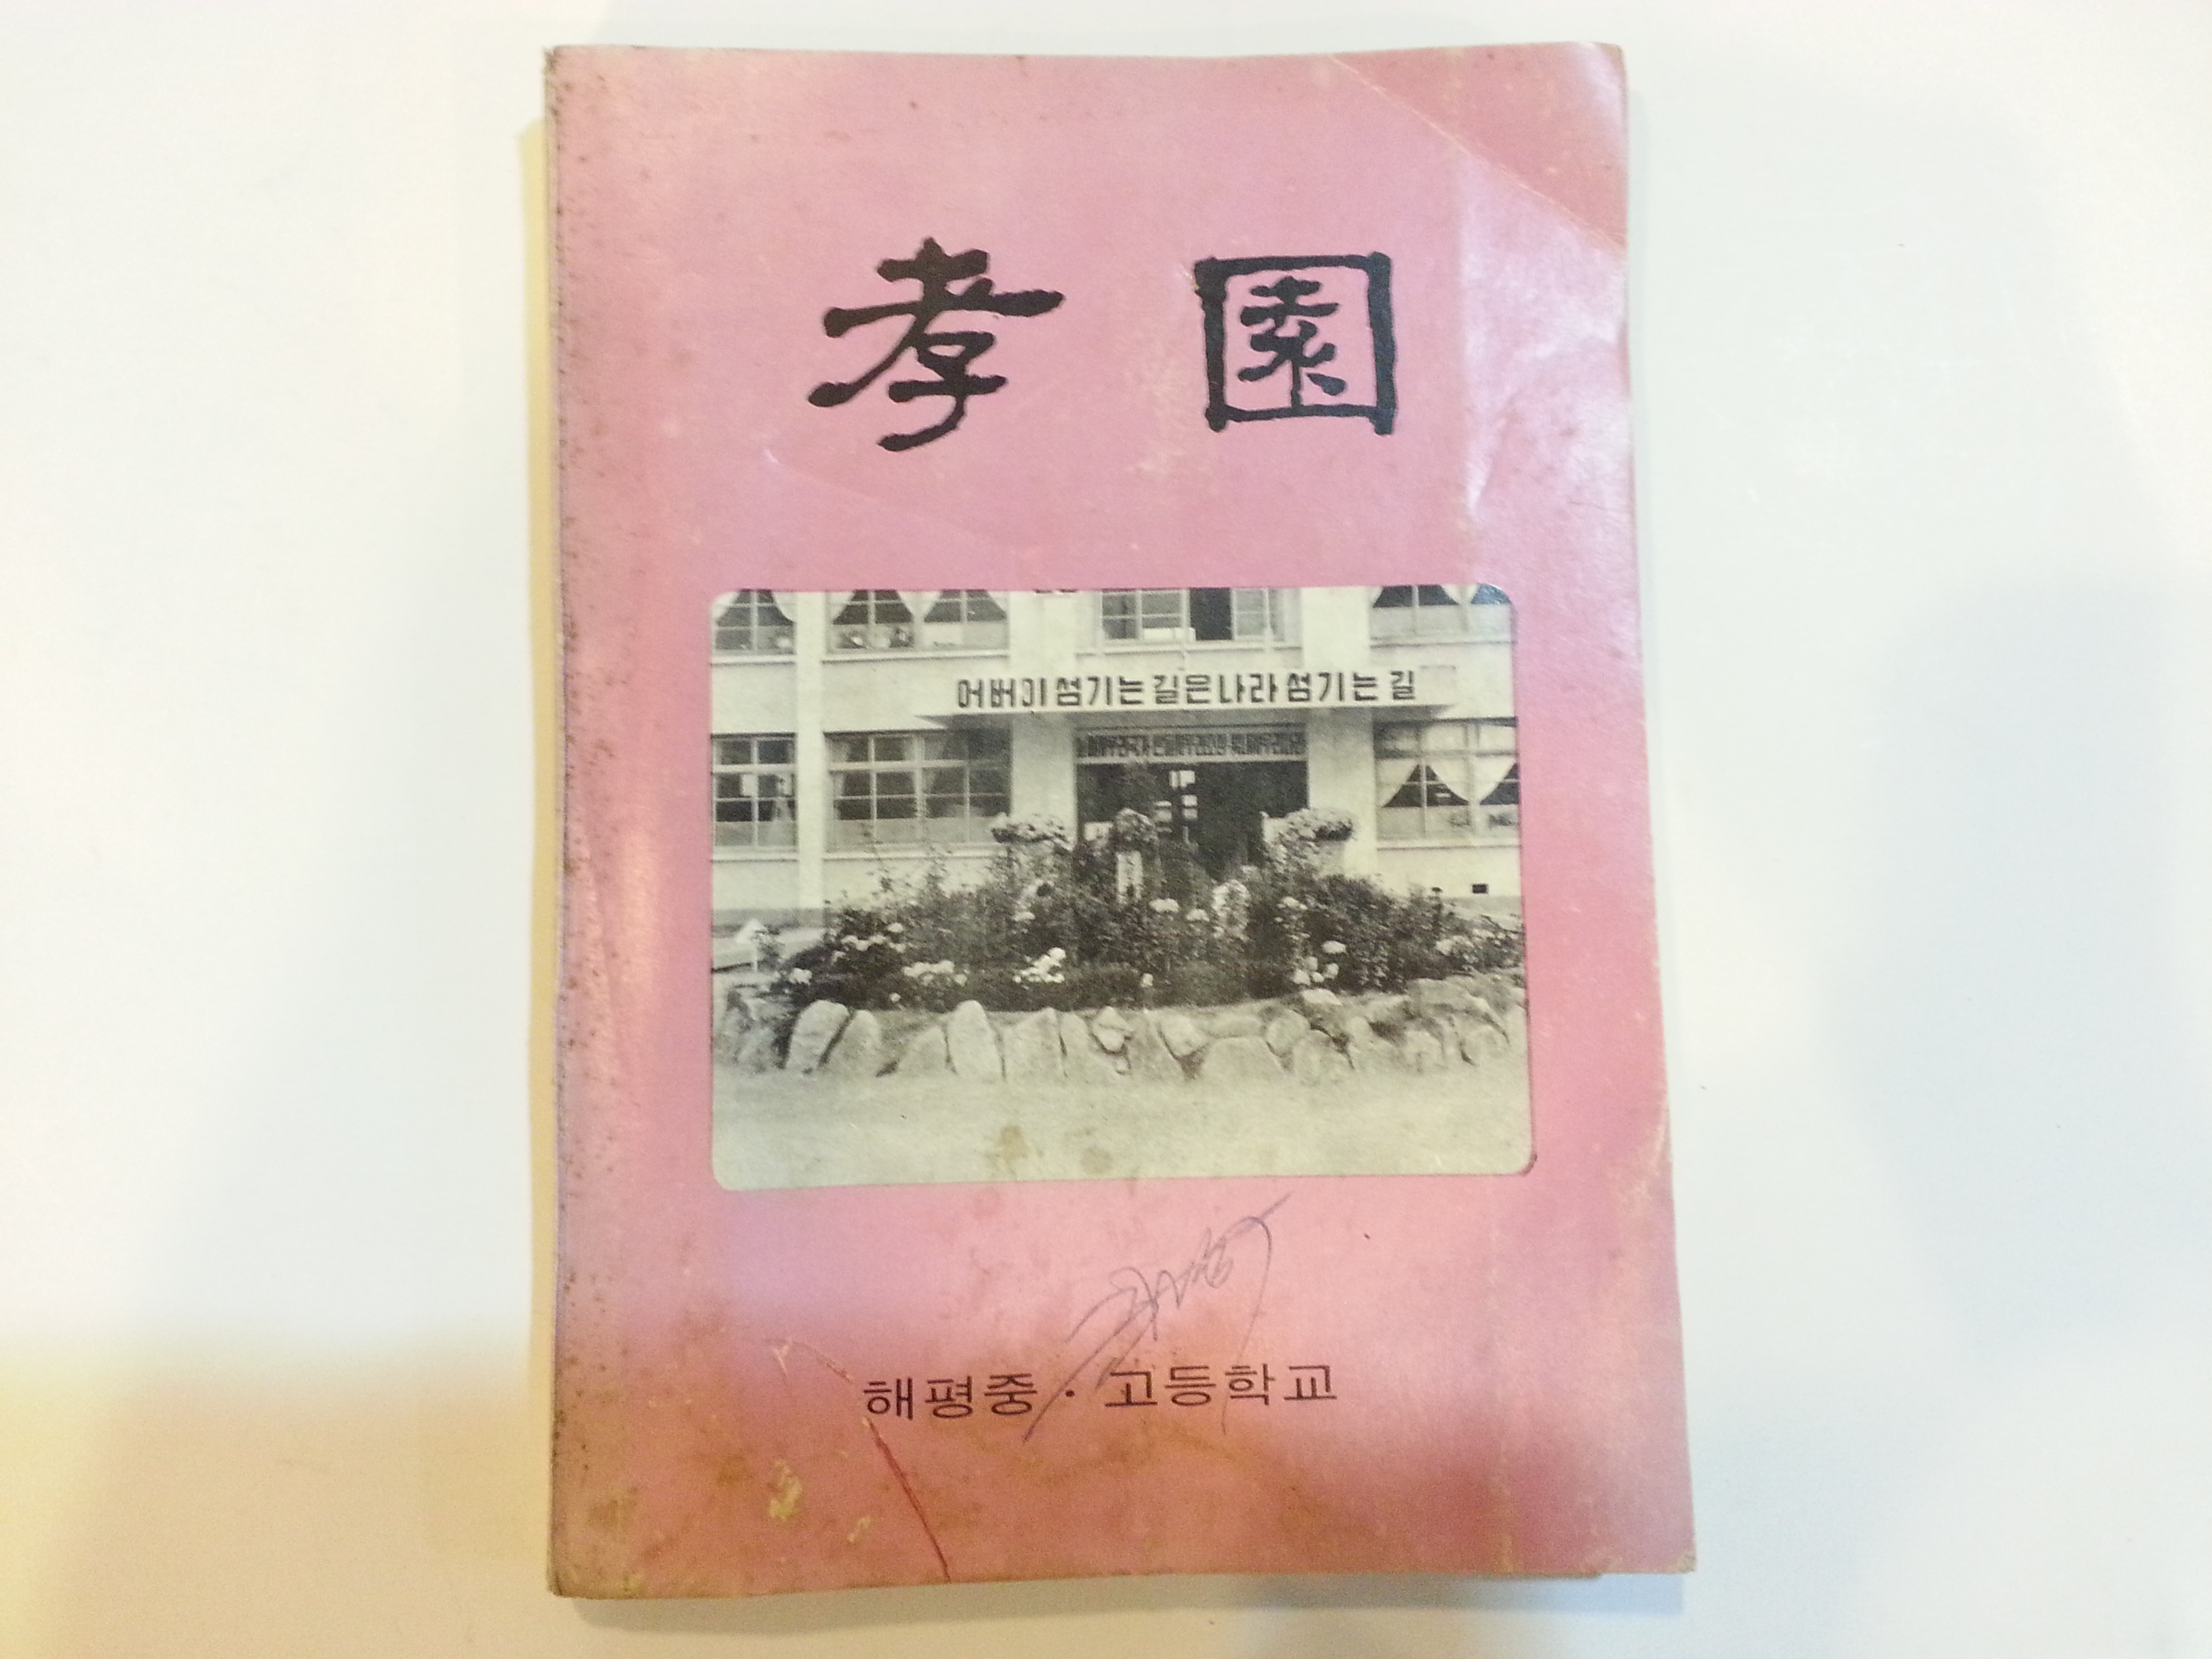 孝園
어버이 섬기는 길은 나라 섬기는 길
해평중 · 고등학교